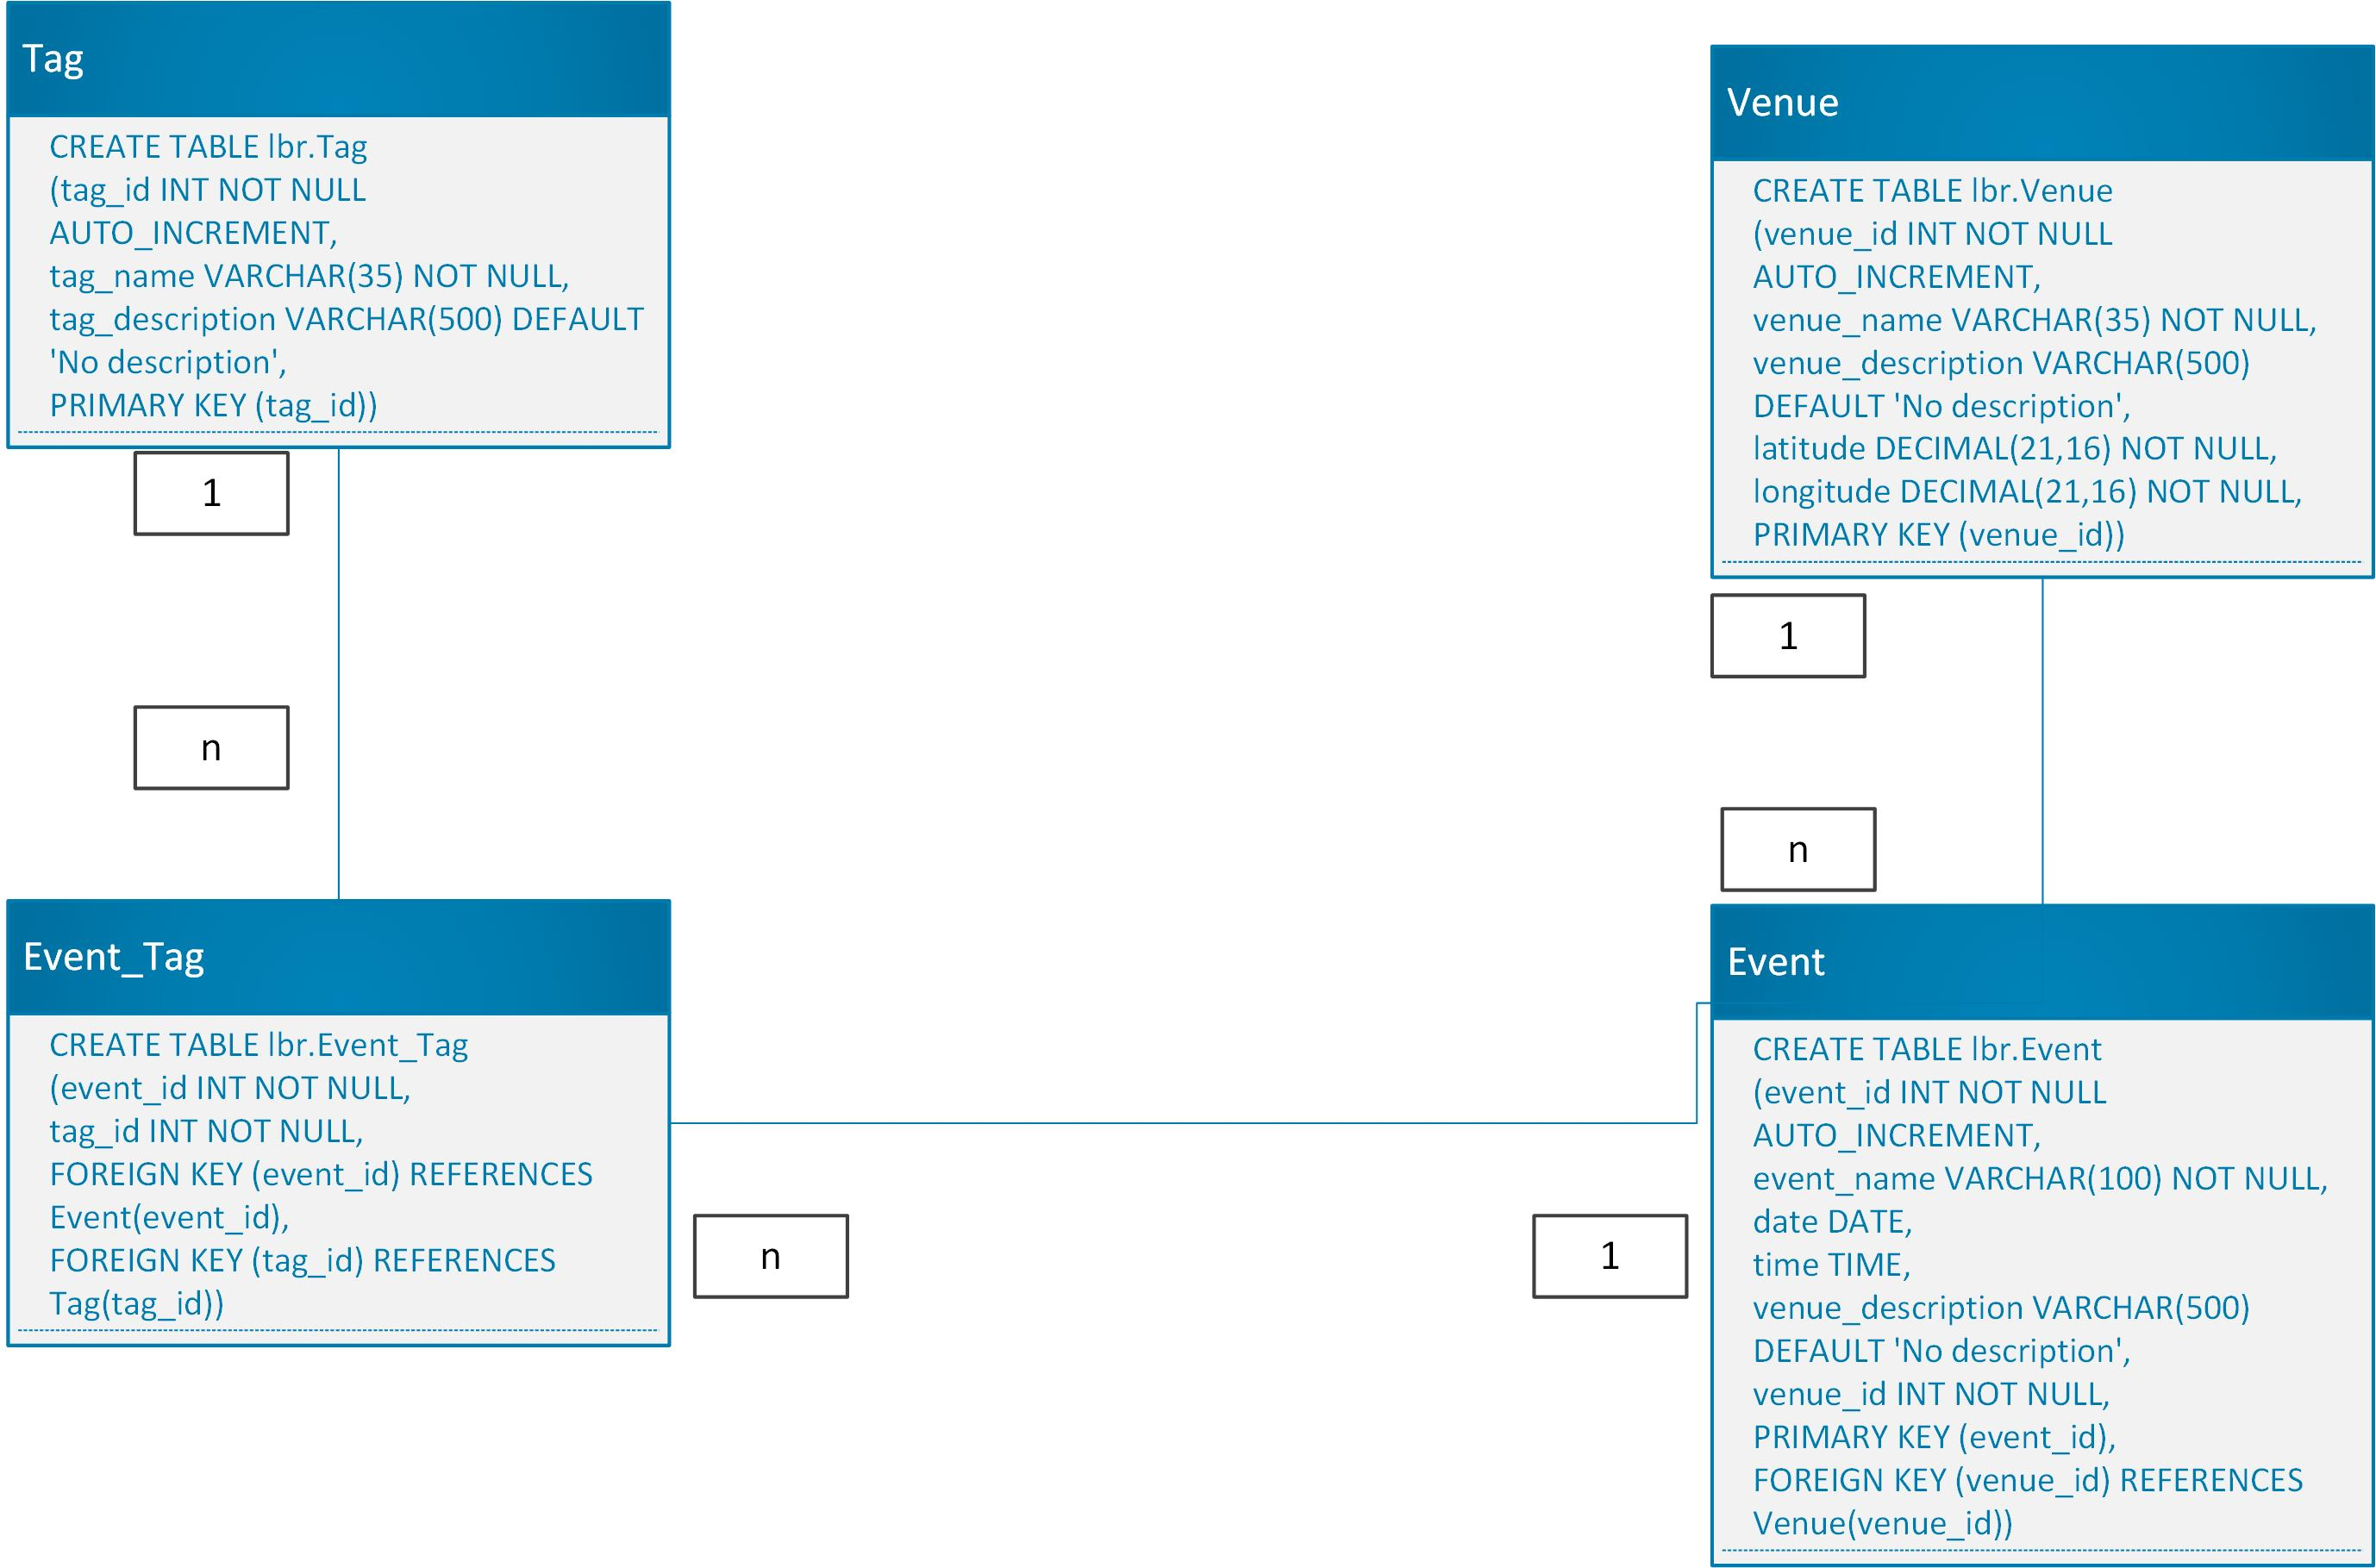 Tag
CREATE TABLE lbr.Tag
(tag_id INT NOT NULL
AUTO_INCREMENT,
tag_name VARCHAR(35) NOT NULL,
tag_description VARCHAR(500) DEFAULT
'No description',
PRIMARY KEY (tag_id))
1
n
Venue
CREATE TABLE lbr.Venue
(venue_id INT NOT NULL
AUTO_INCREMENT,
venue_name VARCHAR(35) NOT NULL,
venue_description VARCHAR(500)
DEFAULT 'No description',
latitude DECIMAL(21,16) NOT NULL,
longitude DECIMAL(21,16) NOT NULL,
PRIMARY KEY (venue_id))
1
n
Event_Tag
CREATE TABLE lbr.Event_Tag
(event_id INT NOT NULL,
tag_id INT NOT NULL,
FOREIGN KEY (event_id) REFERENCES
Event(event_id),
FOREIGN KEY (tag_id) REFERENCES
Tag(tag_id))
n
1
Event
CREATE TABLE lbr.Event
(event_id INT NOT NULL
AUTO_INCREMENT,
event_name VARCHAR(100) NOT NULL,
date DATE,
time TIME,
venue_description VARCHAR(500)
DEFAULT 'No description',
venue_id INT NOT NULL,
PRIMARY KEY (event_id),
FOREIGN KEY (venue_id) REFERENCES
Venue(venue_id))